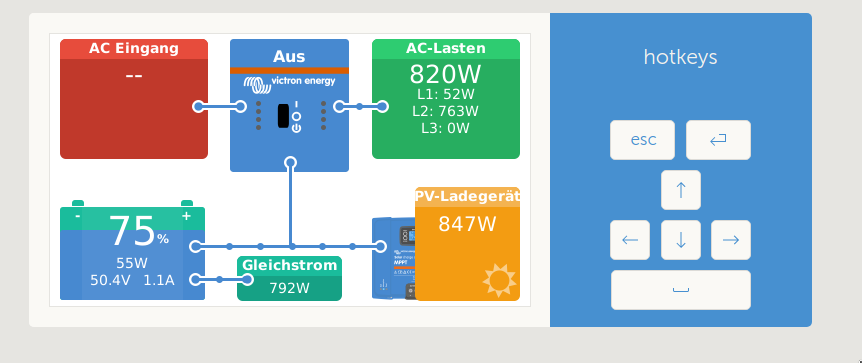 AC Eingang
--
Aus
victron energy
AC-Lasten
820W
L1: 52W
L2: 763W
L3: 0W
- +
75%
55W
50.4V 1.1A
Gleichstrom
792W
MPPT
PV-Ladegerät
847W
hotkeys
esc